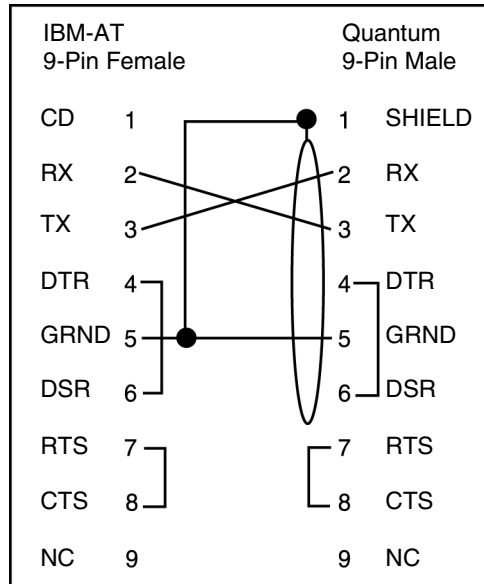 IBM-AT Quantum
9-Pin Female 9-Pin Male
CD 1 1 SHIELD
RX 2 2 RX
TX 3 3 TX
DTR 4 4 DTR
GRND 5 5 GRND
DSR 6 6 DSR
RTS 7 7 RTS
CTS 8 8 CTS
NC 9 9 NC